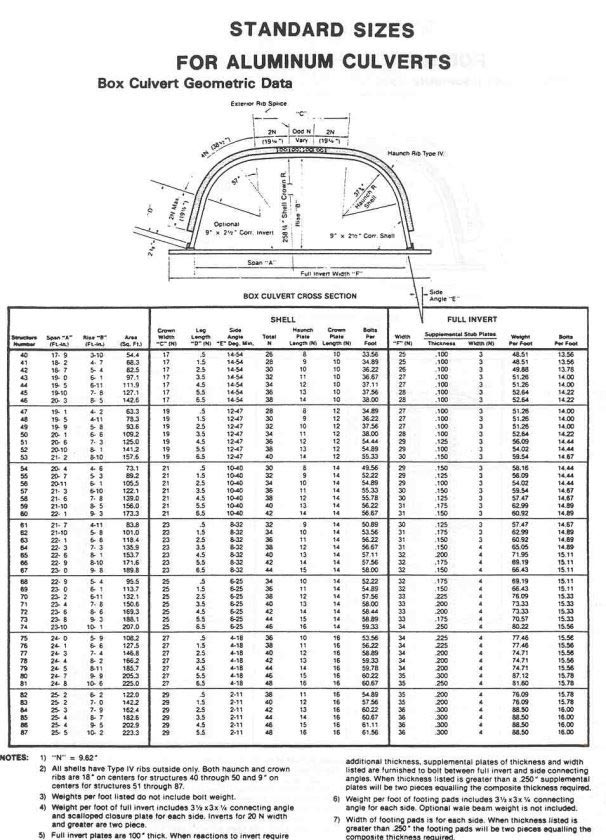 STANDARD SIZES
FOR ALUMINUM CULVERTS
Box Culvert Geometric Data
Exterior Rib Splice
"C"
2N Odd N 2N
(19¼") Vary (19¼")
4N (38½")
Haunch Rib Type IV
"D"
2N Max. (19¼")
57°
Optional
9" x 2½" Corr. Invert
258¼" Shell Crown R.
Rise "B"
Haunch R. Shell
9" x 2½" Corr. Shell
Span "A"
Full Invert Width "F"
Side
Angle "E"
BOX CULVERT CROSS SECTION
SHELL FULL INVERT
Structure Number Span "A" (Ft.-In.) Rise "B" (Ft.-In.) Area (Sq. Ft.) Crown Width "C" (N) Leg Length "D" (N) Side Angle "E" Deg. Min. Total N Haunch Plate Length (N) Crown Plate Length (N) Bolts Per Foot Width "F" (N) Supplemental Stub Plates Thickness Width (N) Weight Per Foot Bolts Per Foot
40 17- 9 3-10 54.4 17 .5 14-54 26 8 10 33.56 25 .100 3 48.51 13.56
41 18- 2 4- 7 68.3 17 1.5 14-54 28 9 10 34.89 25 .100 3 48.51 13.56
42 18- 7 5- 4 82.5 17 2.5 14-54 30 10 10 36.22 26 .100 3 49.88 13.78
43 19- 0 6- 1 97.1 17 3.5 14-54 32 11 10 36.67 27 .100 3 51.26 14.00
44 19- 5 6-11 111.9 17 4.5 14-54 34 12 10 37.11 27 .100 3 51.26 14.00
45 19-10 7- 8 127.1 17 5.5 14-54 36 13 10 37.56 28 .100 3 52.64 14.22
46 20- 3 8- 5 142.6 17 6.5 14-54 38 14 10 38.00 28 .100 3 52.64 14.22
47 19- 1 4- 2 63.3 19 .5 12-47 28 8 12 34.89 27 .100 3 51.26 14.00
48 19- 5 4-11 78.3 19 1.5 12-47 30 9 12 36.22 27 .100 3 51.26 14.00
49 19- 9 5- 8 93.6 19 2.5 12-47 32 10 12 37.56 27 .100 3 51.26 14.00
50 20- 1 6- 6 109.2 19 3.5 12-47 34 11 12 38.00 28 .100 3 52.64 14.22
51 20- 6 7- 3 125.0 19 4.5 12-47 36 12 12 54.44 29 .125 3 56.09 14.44
52 20-10 8- 1 141.2 19 5.5 12-47 38 13 12 54.89 29 .100 3 54.02 14.44
53 21- 2 8-10 157.6 19 6.5 12-47 40 14 12 55.33 30 .150 3 59.54 14.67
54 20- 4 4- 6 73.1 21 .5 10-40 30 8 14 49.56 29 .150 3 58.16 14.44
55 20- 7 5- 3 89.2 21 1.5 10-40 32 9 14 52.22 29 .125 3 56.09 14.44
56 20-11 6- 1 105.5 21 2.5 10-40 34 10 14 54.89 29 .100 3 54.02 14.44
57 21- 3 6-10 122.1 21 3.5 10-40 36 11 14 55.33 30 .150 3 59.54 14.67
58 21- 6 7- 8 139.0 21 4.5 10-40 38 12 14 55.78 30 .125 3 57.47 14.67
59 21-10 8- 5 156.0 21 5.5 10-40 40 13 14 56.22 31 .175 3 62.99 14.89
60 22- 1 9- 3 173.3 21 6.5 10-40 42 14 14 56.67 31 .150 3 60.92 14.89
61 21- 7 4-11 83.8 23 .5 8-32 32 9 14 50.89 30 .125 3 57.47 14.67
62 21-10 5- 8 101.0 23 1.5 8-32 34 10 14 53.56 31 .175 3 62.99 14.89
63 22- 1 6- 6 118.4 23 2.5 8-32 36 11 14 56.22 31 .150 3 60.92 14.89
64 22- 3 7- 3 135.9 23 3.5 8-32 38 12 14 56.67 31 .150 4 65.05 14.89
65 22- 6 8- 1 153.7 23 4.5 8-32 40 13 14 57.11 32 .200 4 71.95 15.11
66 22- 9 8-10 171.6 23 5.5 8-32 42 14 14 57.56 32 .175 4 69.19 15.11
67 23- 0 9- 8 189.8 23 6.5 8-32 44 15 14 58.00 32 .150 4 66.43 15.11
68 22- 9 5- 4 95.5 25 .5 6-25 34 10 14 52.22 32 .175 4 69.19 15.11
69 23- 0 6- 1 113.7 25 1.5 6-25 36 11 14 54.89 32 .150 4 66.43 15.11
70 23- 2 6-11 132.1 25 2.5 6-25 38 12 14 57.56 33 .225 4 76.09 15.33
71 23- 4 7- 8 150.6 25 3.5 6-25 40 13 14 58.00 33 .200 4 73.33 15.33
72 23- 6 8- 6 169.3 25 4.5 6-25 42 14 14 58.44 33 .200 4 73.33 15.33
73 23- 8 9- 3 188.1 25 5.5 6-25 44 15 14 58.89 33 .175 4 70.57 15.33
74 23-10 10- 1 207.0 25 6.5 6-25 46 16 14 59.33 34 .250 4 80.22 15.56
75 24- 0 5- 9 108.2 27 .5 4-18 36 10 16 53.56 34 .225 4 77.46 15.56
76 24- 1 6- 6 127.5 27 1.5 4-18 38 11 16 56.22 34 .225 4 77.46 15.56
77 24- 3 7- 4 146.8 27 2.5 4-18 40 12 16 58.89 34 .200 4 74.71 15.56
78 24- 4 8- 2 166.2 27 3.5 4-18 42 13 16 59.33 34 .200 4 74.71 15.56
79 24- 5 8-11 185.7 27 4.5 4-18 44 14 16 59.78 34 .200 4 74.71 15.56
80 24- 7 9- 9 205.3 27 5.5 4-18 46 15 16 60.22 35 .300 4 87.12 15.78
81 24- 8 10- 6 225.0 27 6.5 4-18 48 16 16 60.67 35 .250 4 81.60 15.78
82 25- 2 6- 2 122.0 29 .5 2-11 38 11 16 54.89 35 .200 4 76.09 15.78
83 25- 2 7- 0 142.2 29 1.5 2-11 40 12 16 57.56 35 .200 4 76.09 15.78
84 25- 3 7- 9 162.4 29 2.5 2-11 42 13 16 60.22 36 .300 4 88.50 16.00
85 25- 4 8- 7 182.6 29 3.5 2-11 44 14 16 60.67 36 .300 4 88.50 16.00
86 25- 4 9- 5 202.9 29 4.5 2-11 46 15 16 61.11 36 .300 4 88.50 16.00
87 25- 5 10- 2 223.3 29 5.5 2-11 48 16 16 61.56 36 .300 4 88.50 16.00
NOTES: 1) "N" = 9.62"
2) All shells have Type IV ribs outside only. Both haunch and crown
ribs are 18" on centers for structures 40 through 50 and 9" on
centers for structures 51 through 87.
3) Weights per foot listed do not include bolt weight.
4) Weight per foot of full invert includes 3½ x3x ¼ connecting angle
and scalloped closure plate for each side. Inverts for 20 N width
and greater are two piece.
5) Full invert plates are .100" thick. When reactions to invert require
additional thickness, supplemental plates of thickness and width
listed are furnished to bolt between full invert and side connecting
angles. When thickness listed is greater than a .250" supplemental
plates will be two pieces equalling the composite thickness required.
6) Weight per foot of footing pads includes 3½ x3x ¼ connecting
angle for each side. Optional wale beam weight is not included.
7) Width of footing pads is for each side. When thickness listed is
greater than .250" the footing pads will be two pieces equalling the
composite thickness required.